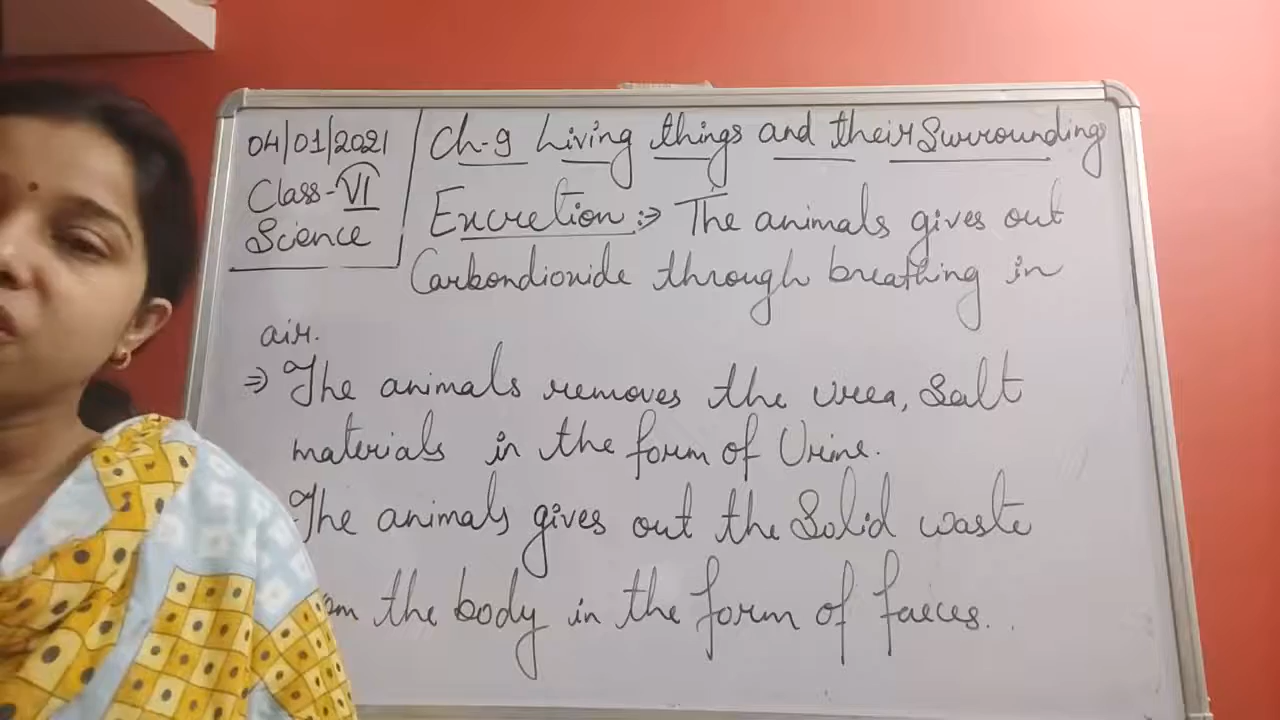 04/01/2021
Class-VI
Science
Ch-9 Living things and their Surroundings
Excretion :⇒ The animals gives out
Carbondioxide through breathing in
air.
⇒ The animals removes the urea, Salt
materials in the form of Urine.
The animals gives out the Solid waste
the body in the form of faeces.